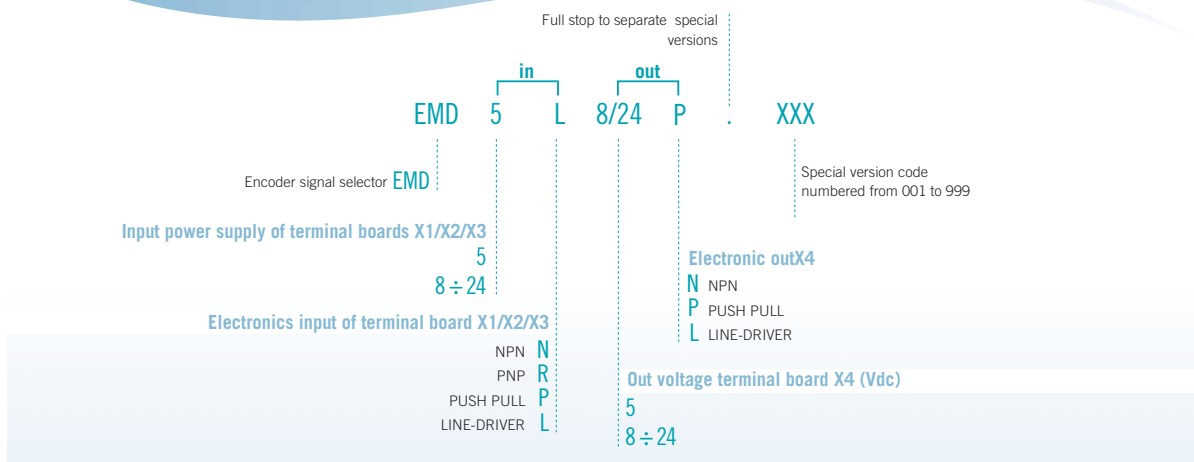 Full stop to separate special
versions
in out
EMD 5 L 8/24 P . XXX
Encoder signal selector EMD
Special version code
numbered from 001 to 999
Input power supply of terminal boards X1/X2/X3
5
8 ÷ 24
Electronics input of terminal board X1/X2/X3
NPN N
PNP R
PUSH PULL P
LINE-DRIVER L
Electronic outX4
N NPN
P PUSH PULL
L LINE-DRIVER
Out voltage terminal board X4 (Vdc)
5
8 ÷ 24